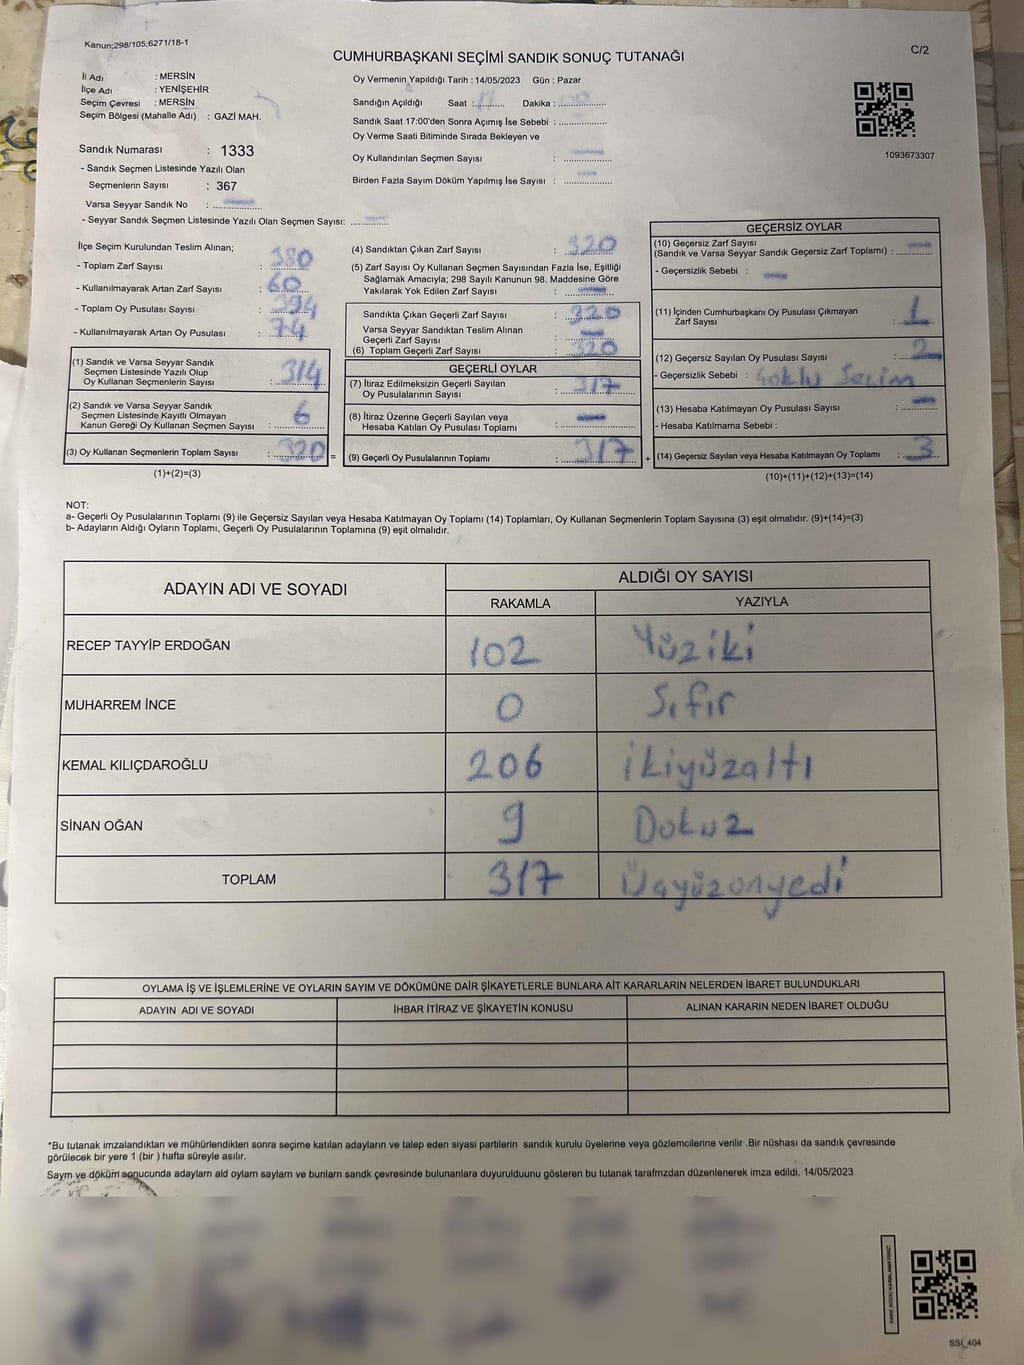 Kanun;298/105;6271/18-1
CUMHURBAŞKANI SEÇİMİ SANDIK SONUÇ TUTANAĞI
C/2
İl Adı : MERSİN
İlçe Adı : YENİŞEHİR
Seçim Çevresi : MERSİN
Seçim Bölgesi (Mahalle Adı) : GAZİ MAH.
Oy Vermenin Yapıldığı Tarih : 14/05/2023 Gün : Pazar
Sandığın Açıldığı Saat : Dakika :
Sandık Saat 17:00'den Sonra Açımış İse Sebebi :
Oy Verme Saati Bitiminde Sırada Bekleyen ve
Oy Kullandırılan Seçmen Sayısı :
Birden Fazla Sayım Döküm Yapılmış İse Sayısı :
1093673307
Sandık Numarası : 1333
- Sandık Seçmen Listesinde Yazılı Olan
Seçmenlerin Sayısı : 367
Varsa Seyyar Sandık No :
- Seyyar Sandık Seçmen Listesinde Yazılı Olan Seçmen Sayısı:
İlçe Seçim Kurulundan Teslim Alınan;
- Toplam Zarf Sayısı : 380
- Kullanılmayarak Artan Zarf Sayısı : 60
- Toplam Oy Pusulası Sayısı : 394
- Kullanılmayarak Artan Oy Pusulası : 74
(1) Sandık ve Varsa Seyyar Sandık
Seçmen Listesinde Yazılı Olup
Oy Kullanan Seçmenlerin Sayısı : 314
(2) Sandık ve Varsa Seyyar Sandık
Seçmen Listesinde Kayıtlı Olmayan
Kanun Gereği Oy Kullanan Seçmen Sayısı : 6
(3) Oy Kullanan Seçmenlerin Toplam Sayısı : 320 =
(1)+(2)=(3)
(4) Sandıktan Çıkan Zarf Sayısı : 320
(5) Zarf Sayısı Oy Kullanan Seçmen Sayısından Fazla İse, Eşitliği
Sağlamak Amacıyla; 298 Sayılı Kanunun 98. Maddesine Göre
Yakılarak Yok Edilen Zarf Sayısı :
Sandıkta Çıkan Geçerli Zarf Sayısı : 320
Varsa Seyyar Sandıktan Teslim Alınan
Geçerli Zarf Sayısı :
(6) Toplam Geçerli Zarf Sayısı : 320
GEÇERLİ OYLAR
(7) İtiraz Edilmeksizin Geçerli Sayılan
Oy Pusulalarının Sayısı : 317
(8) İtiraz Üzerine Geçerli Sayılan veya
Hesaba Katılan Oy Pusulası Toplamı :
(9) Geçerli Oy Pusulalarının Toplamı : 317 +
GEÇERSİZ OYLAR
(10) Geçersiz Zarf Sayısı
(Sandık ve Varsa Seyyar Sandık Geçersiz Zarf Toplamı) :
- Geçersizlik Sebebi :
(11) İçinden Cumhurbaşkanı Oy Pusulası Çıkmayan
Zarf Sayısı : 1
(12) Geçersiz Sayılan Oy Pusulası Sayısı : 2
- Geçersizlik Sebebi : Çoklu Seçim
(13) Hesaba Katılmayan Oy Pusulası Sayısı :
- Hesaba Katılmama Sebebi :
(14) Geçersiz Sayılan veya Hesaba Katılmayan Oy Toplamı : 3
(10)+(11)+(12)+(13)=(14)
NOT:
a- Geçerli Oy Pusulalarının Toplamı (9) ile Geçersiz Sayılan veya Hesaba Katılmayan Oy Toplamı (14) Toplamları, Oy Kullanan Seçmenlerin Toplam Sayısına (3) eşit olmalıdır. (9)+(14)=(3)
b- Adayların Aldığı Oyların Toplamı, Geçerli Oy Pusulalarının Toplamına (9) eşit olmalıdır.
ADAYIN ADI VE SOYADI ALDIĞI OY SAYISI
RAKAMLA YAZIYLA
RECEP TAYYİP ERDOĞAN 102 Yüziki
MUHARREM İNCE 0 Sıfır
KEMAL KILIÇDAROĞLU 206 ikiyüzaltı
SİNAN OĞAN 9 Dokuz
TOPLAM 317 Üçyüzonyedi
OYLAMA İŞ VE İŞLEMLERİNE VE OYLARIN SAYIM VE DÖKÜMÜNE DAİR ŞİKAYETLERLE BUNLARA AİT KARARLARIN NELERDEN İBARET BULUNDUKLARI
ADAYIN ADI VE SOYADI İHBAR İTİRAZ VE ŞİKAYETİN KONUSU ALINAN KARARIN NEDEN İBARET OLDUĞU
*Bu tutanak imzalandıktan ve mühürlendikten sonra seçime katılan adayların ve talep eden siyasi partilerin sandık kurulu üyelerine veya gözlemcilerine verilir .Bir nüshası da sandık çevresinde
görülecek bir yere 1 (bir ) hafta süreyle asılır.
Sayım ve döküm sonucunda adaylarn ald oylarn saylarn ve bunlarn sandk çevresinde bulunanlara duyurulduunu gösteren bu tutanak tarafmzdan düzenlenerek imza edildi. 14/05/2023
SSI_404